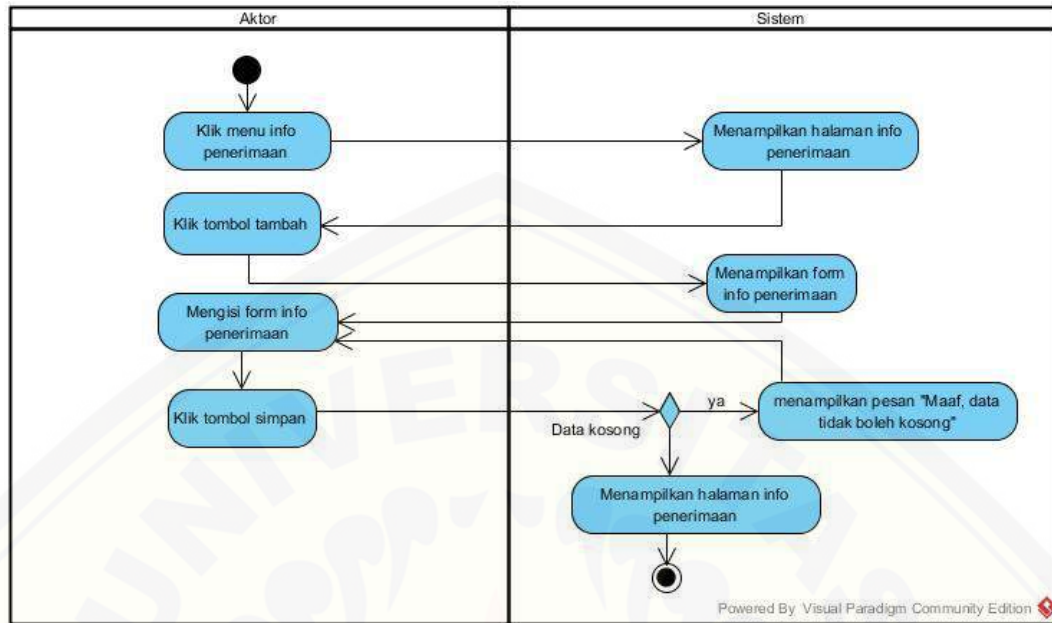 Aktor
Sistem
Klik menu info
penerimaan
Menampilkan halaman info
penerimaan
Klik tombol tambah
Menampilkan form
info penerimaan
Mengisi form info
penerimaan
Klik tombol simpan
Data kosong
ya
menampilkan pesan "Maaf, data
tidak boleh kosong"
Menampilkan halaman info
penerimaan
UNIVERSITAS
Powered By Visual Paradigm Community Edition